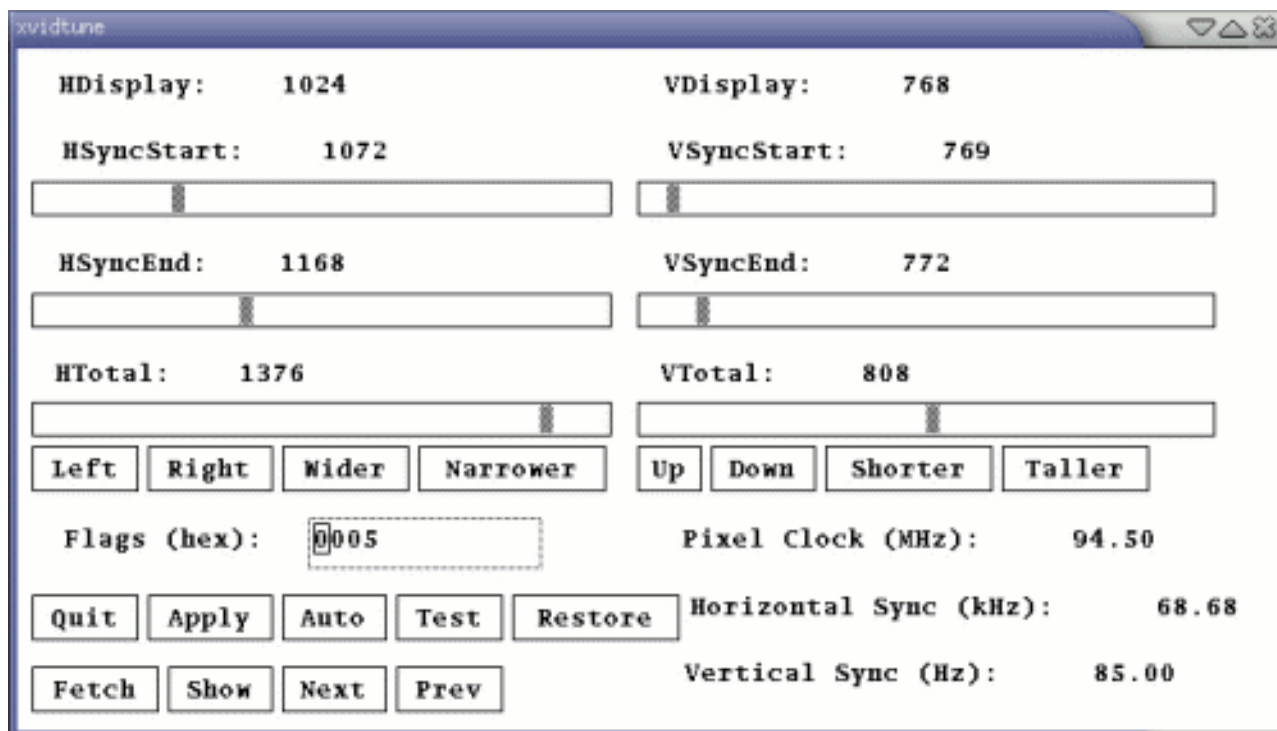 xvidtune
HDisplay: 1024 VDisplay: 768
HSyncStart: 1072 VSyncStart: 769
HSyncEnd: 1168 VSyncEnd: 772
HTotal: 1376 VTotal: 808
Left Right Wider Narrower Up Down Shorter Taller
Flags (hex): 0005 Pixel Clock (MHz): 94.50
Quit Apply Auto Test Restore Horizontal Sync (kHz): 68.68
Fetch Show Next Prev Vertical Sync (Hz): 85.00